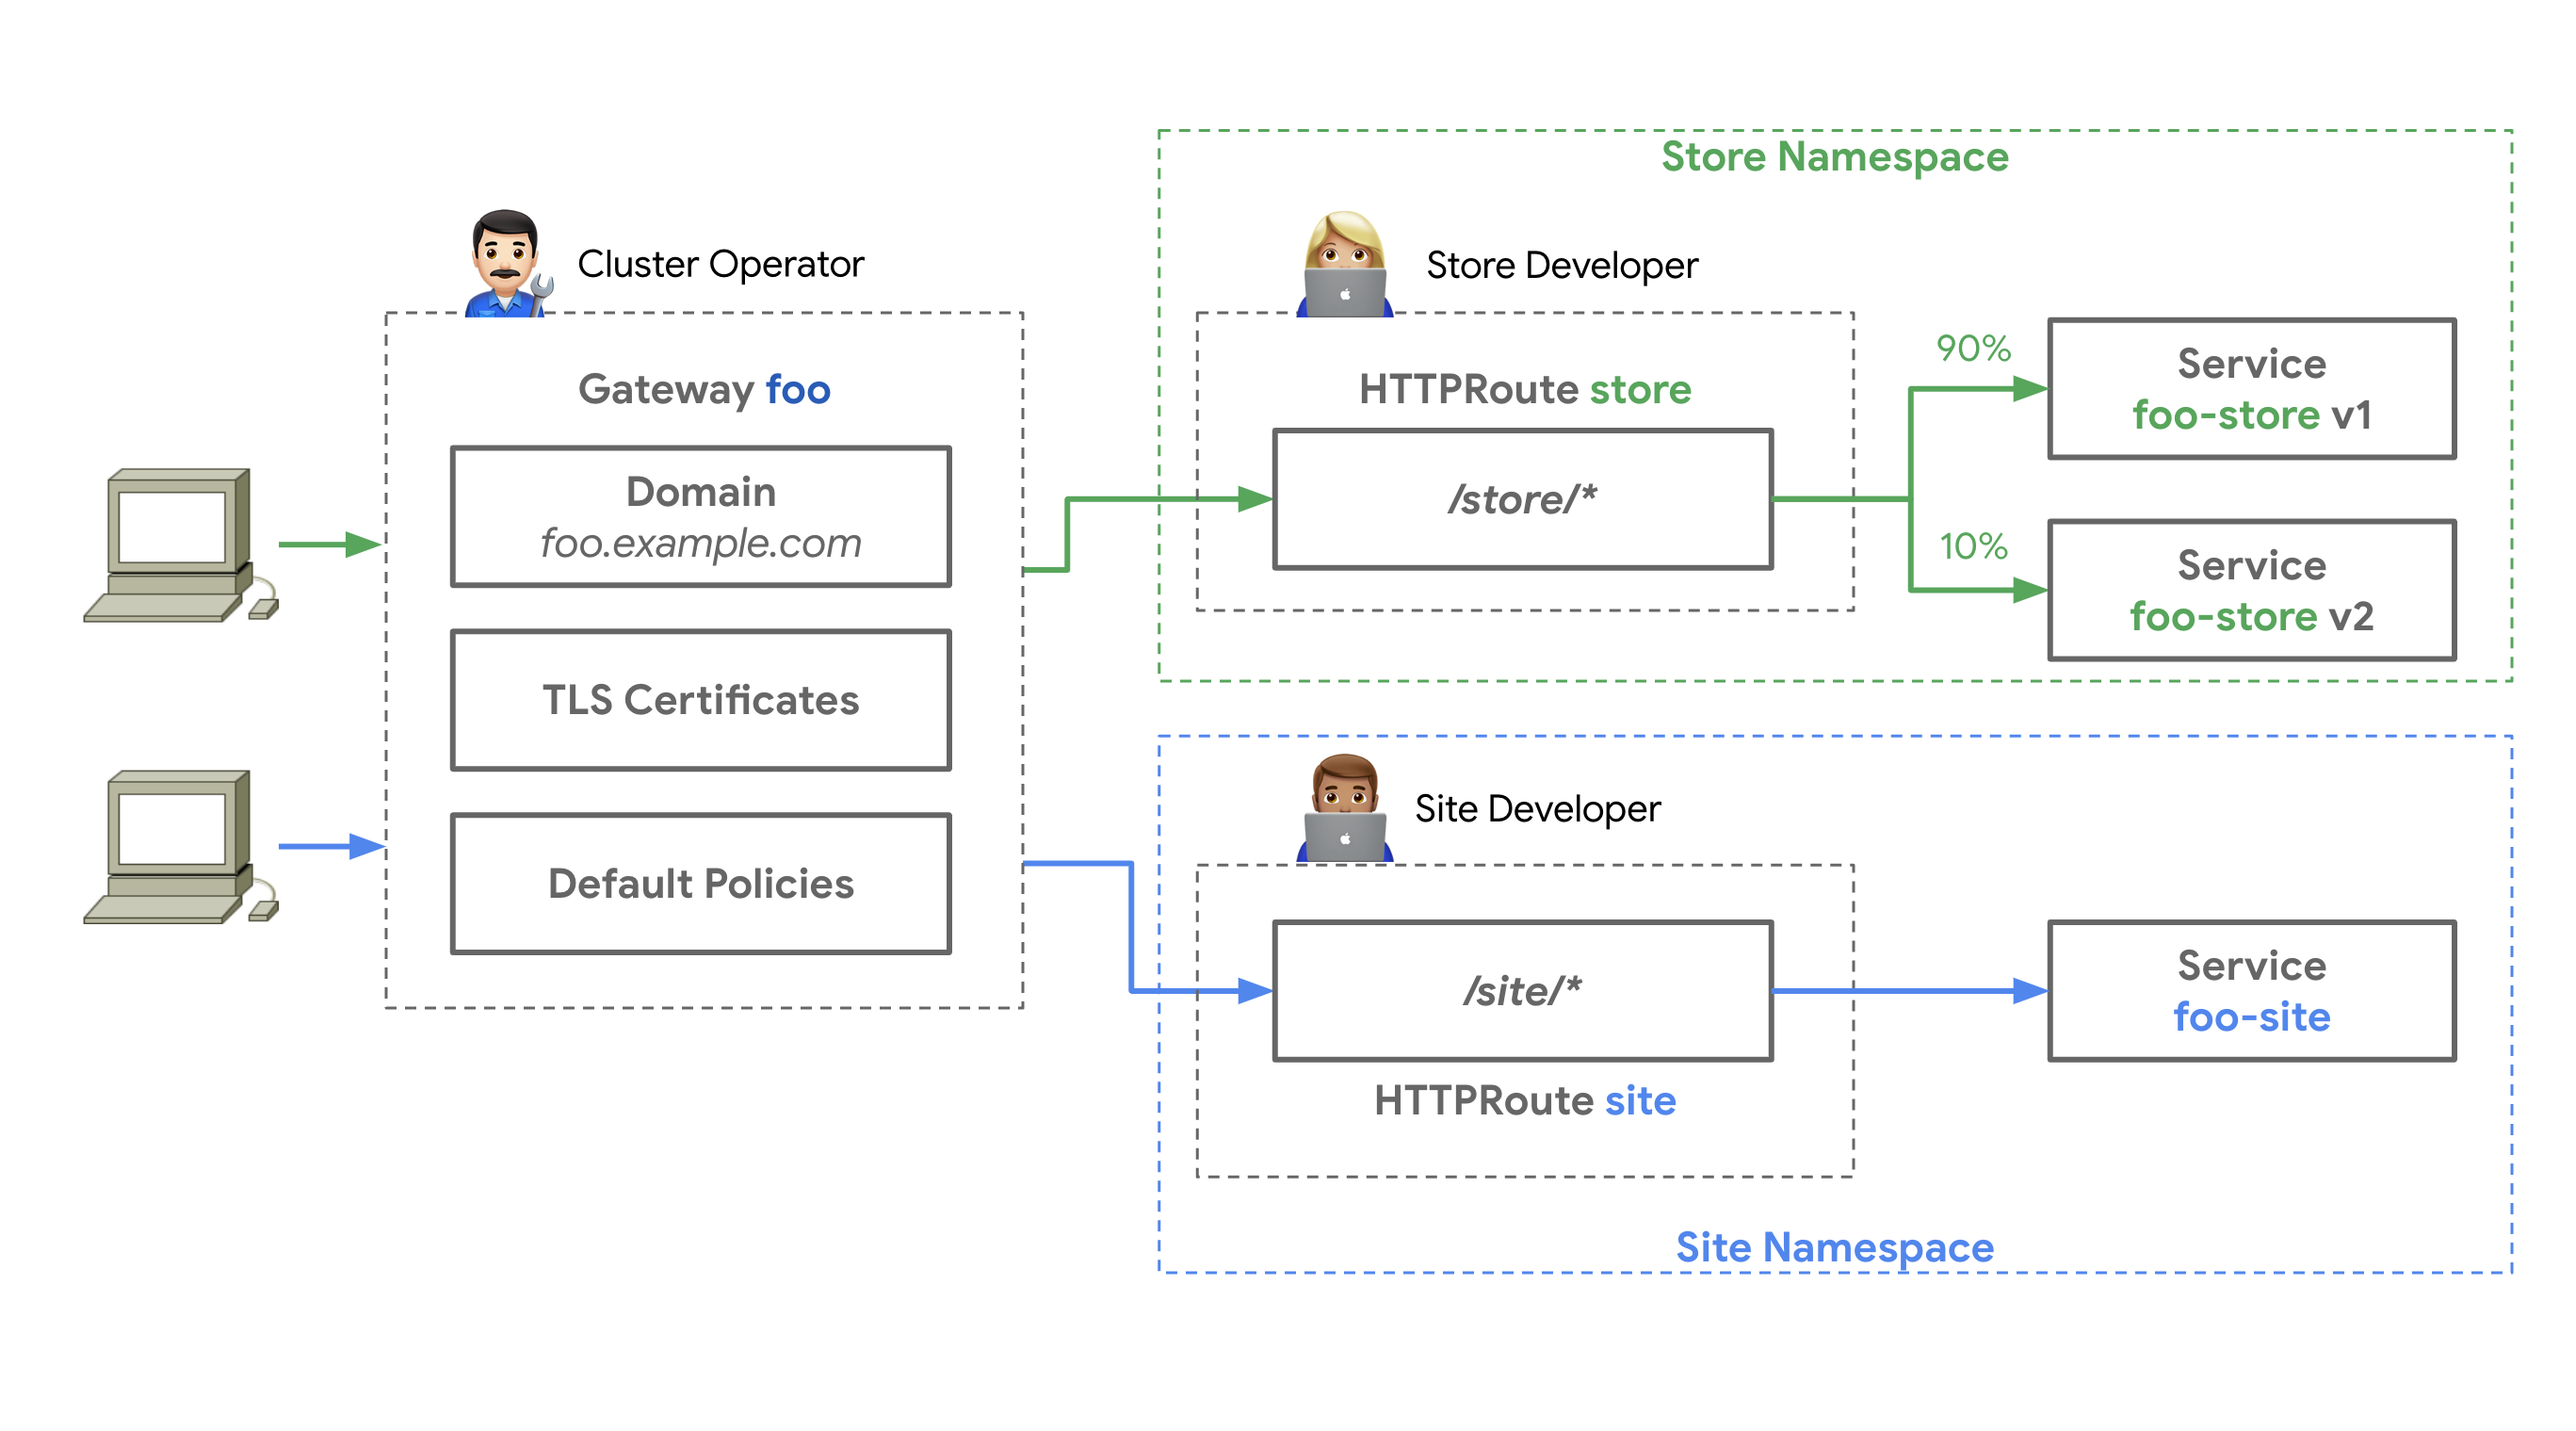 Store Namespace
Cluster Operator
Gateway foo
Domain
foo.example.com
TLS Certificates
Default Policies
Store Developer
HTTPRoute store
/store/*
90%
10%
Service
foo-store v1
Service
foo-store v2
Site Developer
/site/*
HTTPRoute site
Service
foo-site
Site Namespace